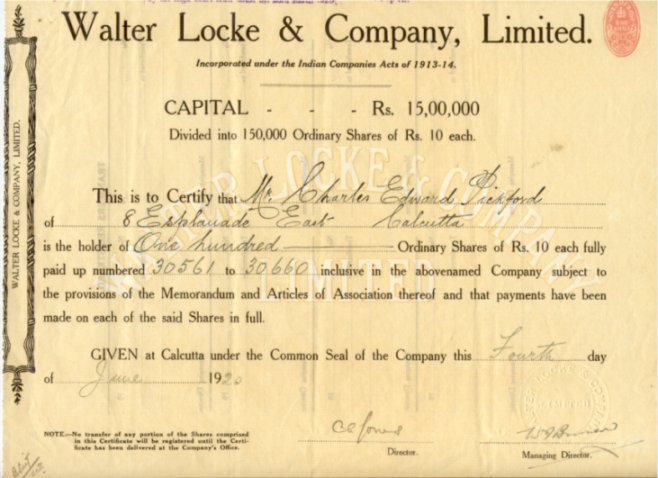 Walter Locke & Company, Limited.
Incorporated under the Indian Companies Acts of 1913-14.
CAPITAL - - - Rs. 15,00,000
Divided into 150,000 Ordinary Shares of Rs. 10 each.
WALTER LOCKE & COMPANY, LIMITED.
WALTER LOCKE & COMPANY
LIMITED
This is to Certify that Mr. Charles Edward Pickford
of 8 Esplanade East Calcutta
is the holder of One hundred Ordinary Shares of Rs. 10 each fully
paid up numbered 30561 to 30660 inclusive in the abovenamed Company subject to
the provisions of the Memorandum and Articles of Association thereof and that payments have been
made on each of the said Shares in full.
GIVEN at Calcutta under the Common Seal of the Company this Fourth day
of June 1920
NOTE.—No transfer of any portion of the Shares comprised
in this Certificate will be registered until the Certi-
ficate has been delivered at the Company's Office.
Director.
Managing Director.